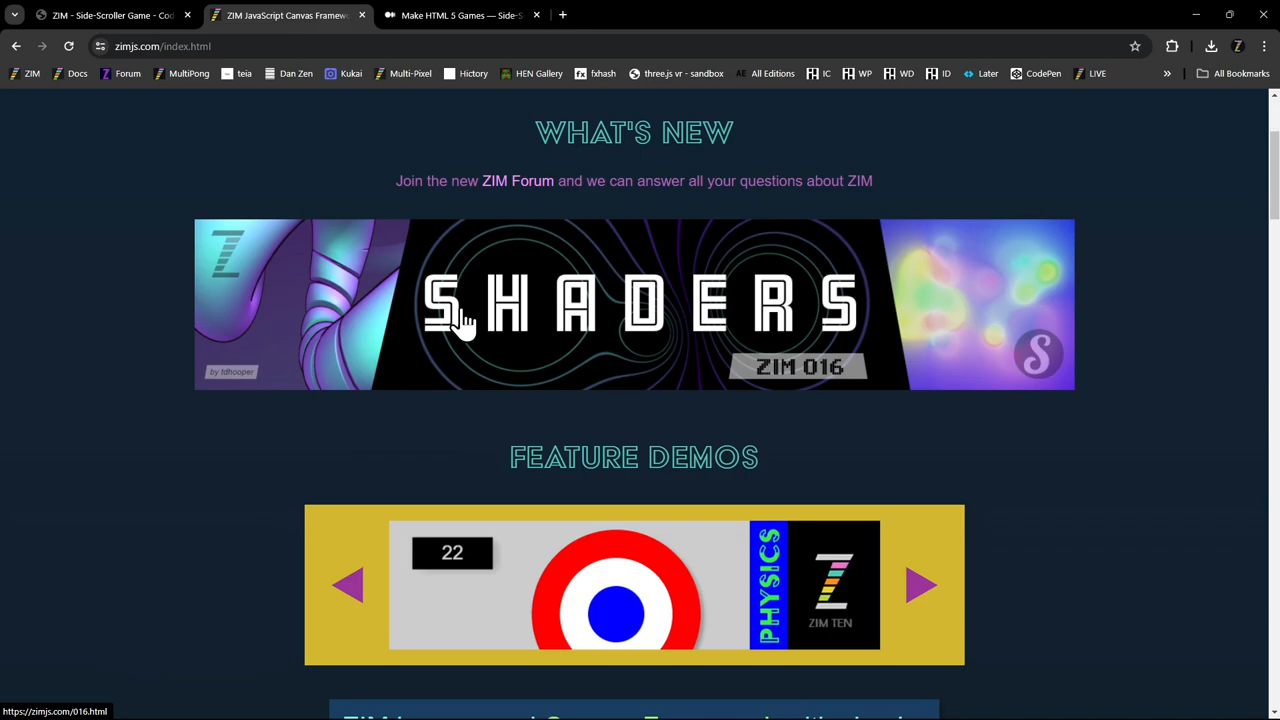 ZIM - Side-Scroller Game - Cod
ZIM JavaScript Canvas Framewo
Make HTML 5 Games — Side-S
zimjs.com/index.html
ZIM
Docs
Forum
MultiPong
teia
Dan Zen
Kukai
Multi-Pixel
Hictory
HEN Gallery
fx fxhash
three.js vr - sandbox
AE All Editions
IC
WP
WD
ID
Later
CodePen
LIVE
All Bookmarks
WHAT'S NEW
Join the new ZIM Forum and we can answer all your questions about ZIM
Z
SHADERS
by tdhooper
ZIM 016
S
FEATURE DEMOS
22
PHYSICS
Z
ZIM TEN
https://zimjs.com/016.html